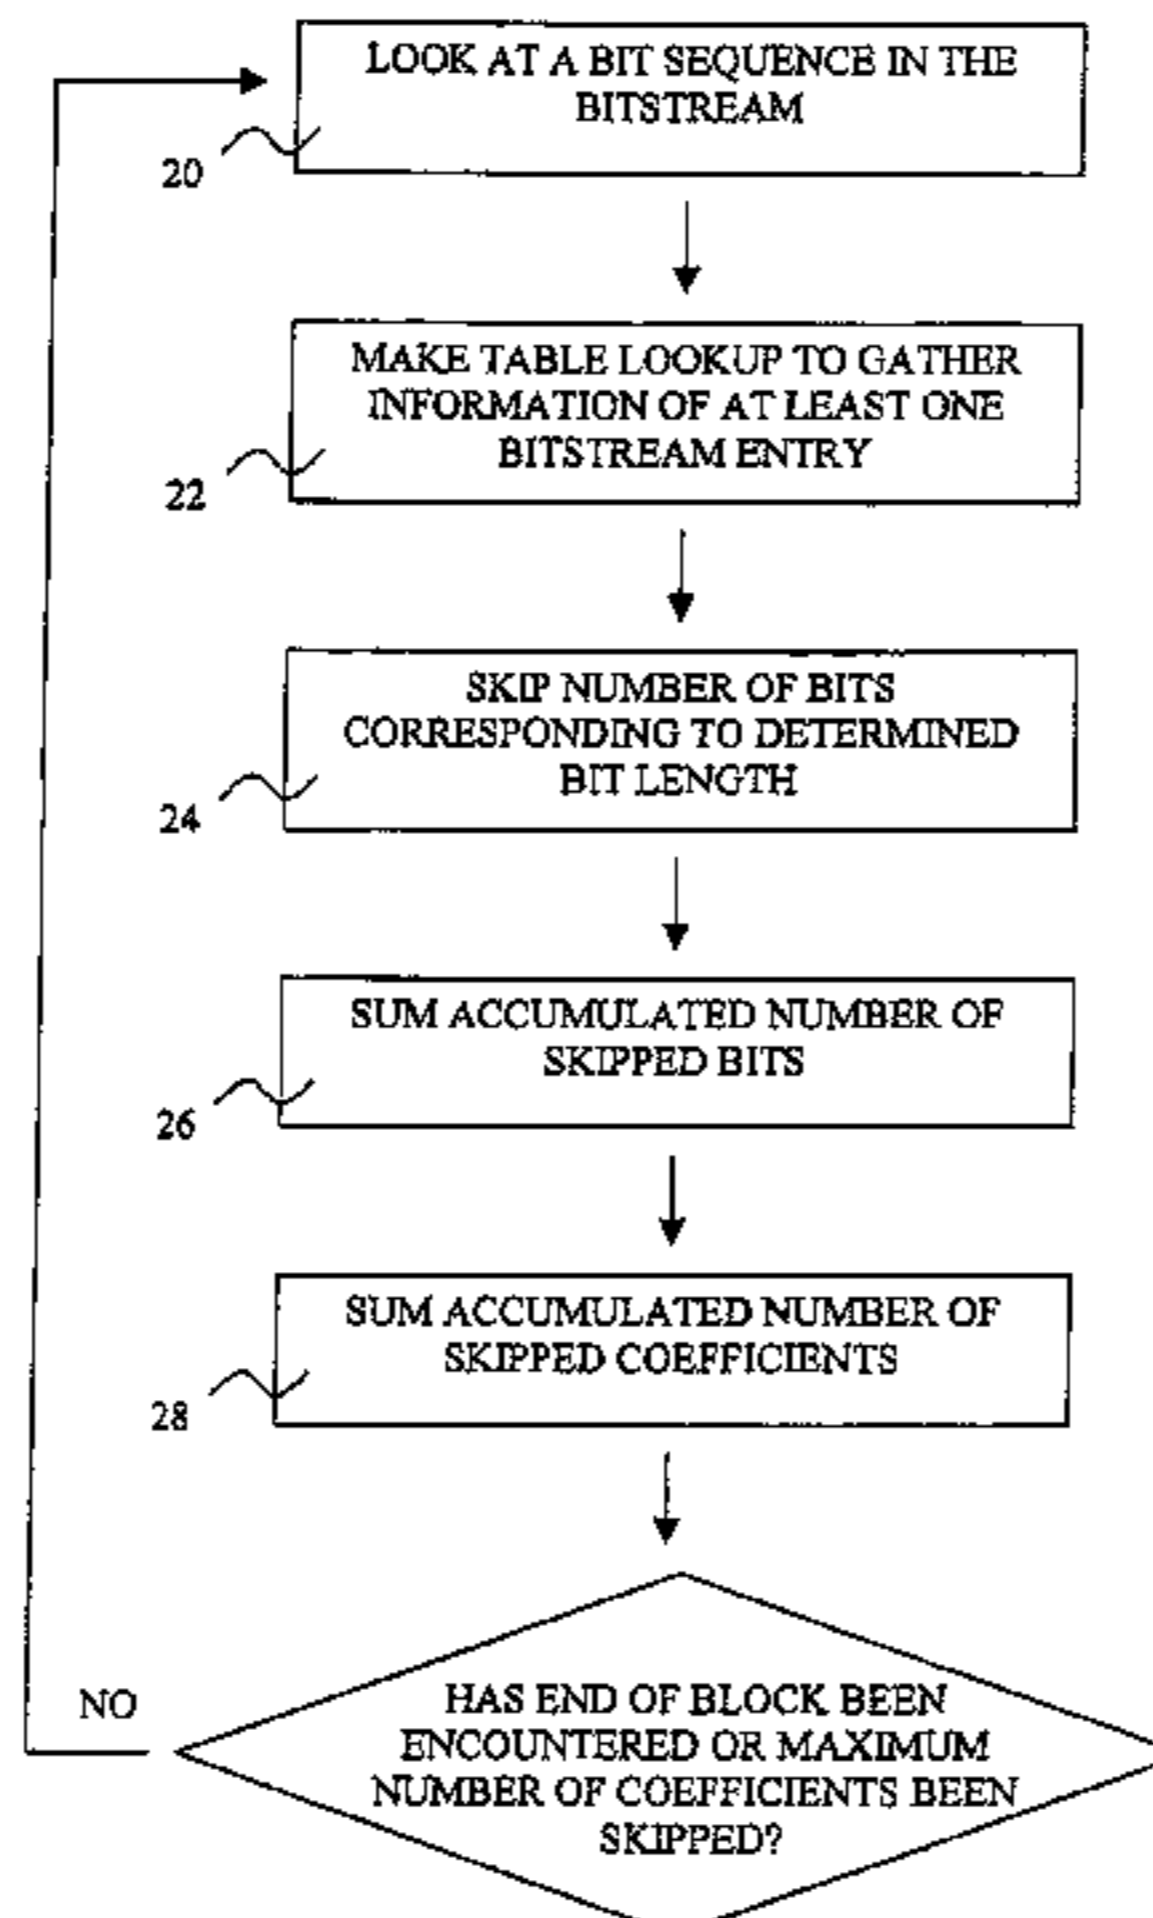 LOOK AT A BIT SEQUENCE IN THE
BITSTREAM
20
MAKE TABLE LOOKUP TO GATHER
INFORMATION OF AT LEAST ONE
BITSTREAM ENTRY
22
SKIP NUMBER OF BITS
CORRESPONDING TO DETERMINED
BIT LENGTH
24
SUM ACCUMULATED NUMBER OF
SKIPPED BITS
26
SUM ACCUMULATED NUMBER OF
SKIPPED COEFFICIENTS
28
NO
HAS END OF BLOCK BEEN
ENCOUNTERED OR MAXIMUM
NUMBER OF COEFFICIENTS BEEN
SKIPPED?